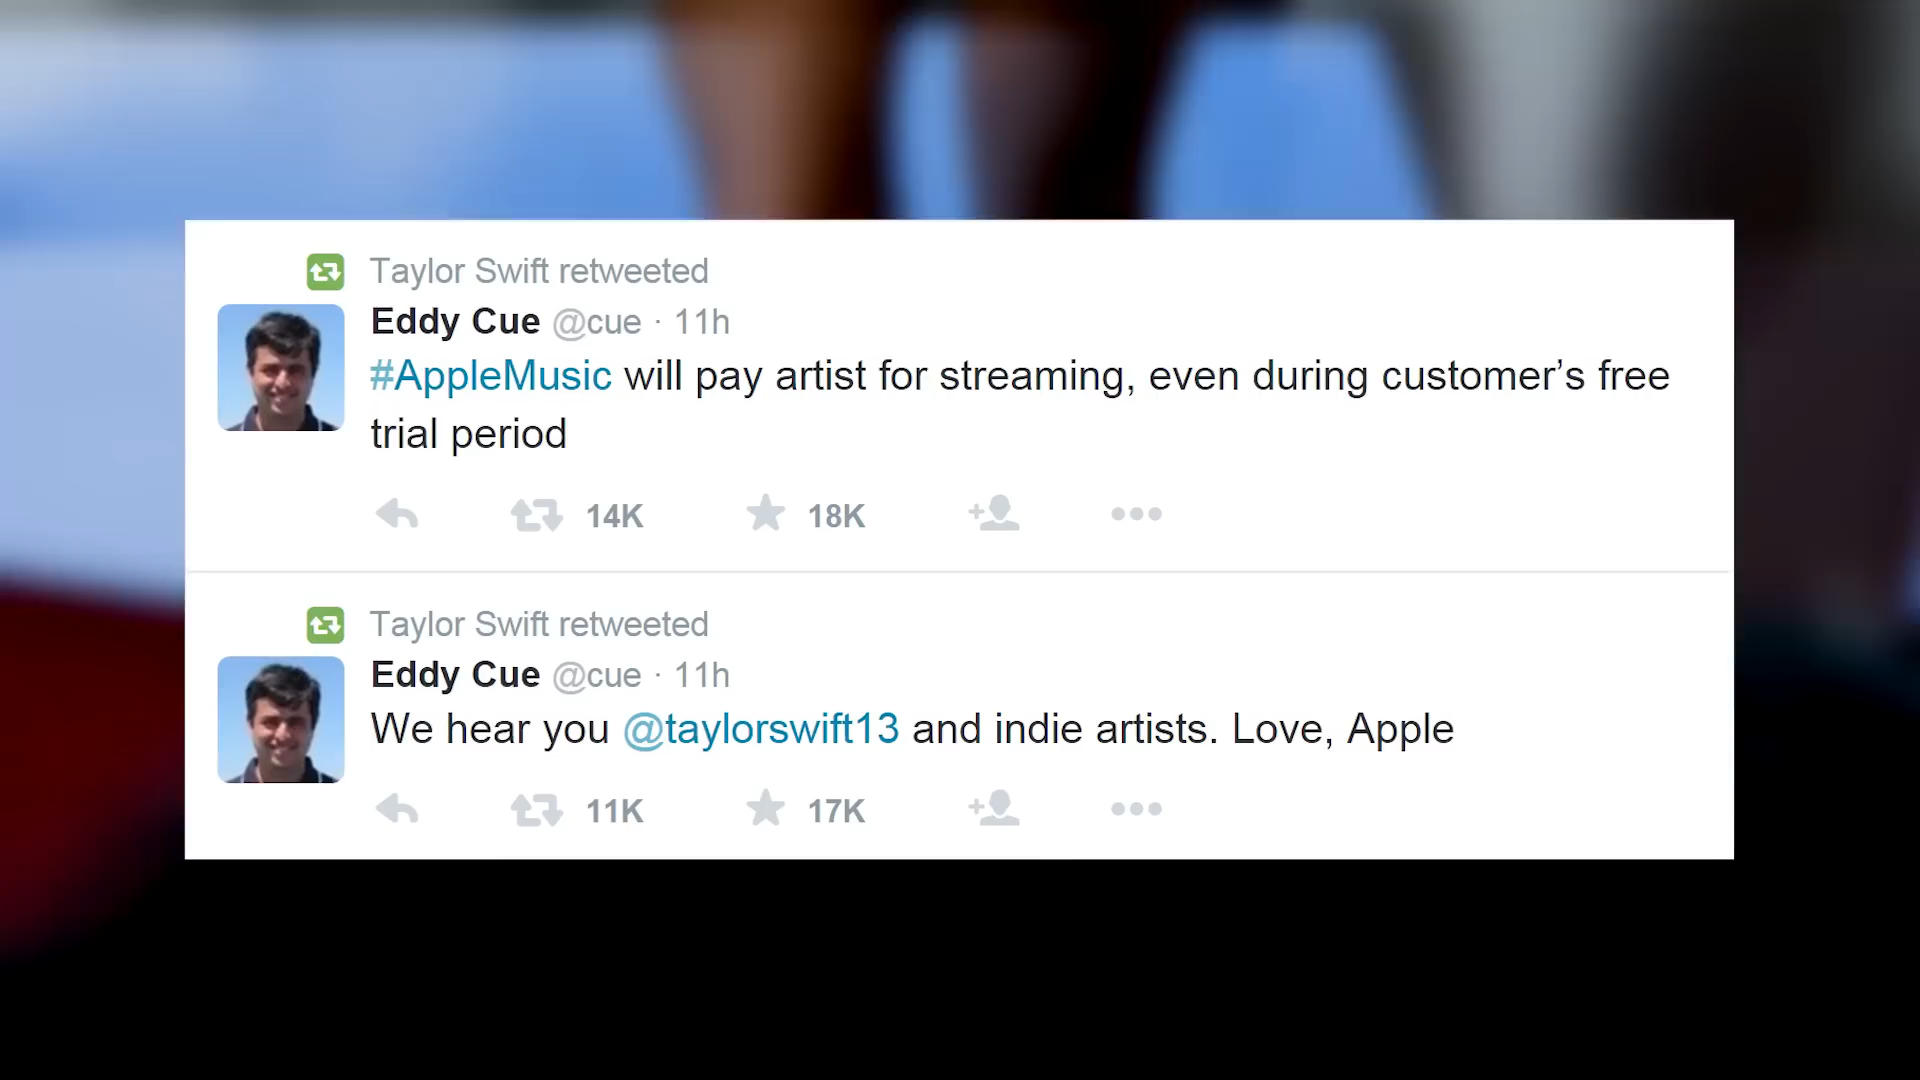 Taylor Swift retweeted
Eddy Cue @cue · 11h
#AppleMusic will pay artist for streaming, even during customer’s free
trial period
14K 18K
Taylor Swift retweeted
Eddy Cue @cue · 11h
We hear you @taylorswift13 and indie artists. Love, Apple
11K 17K